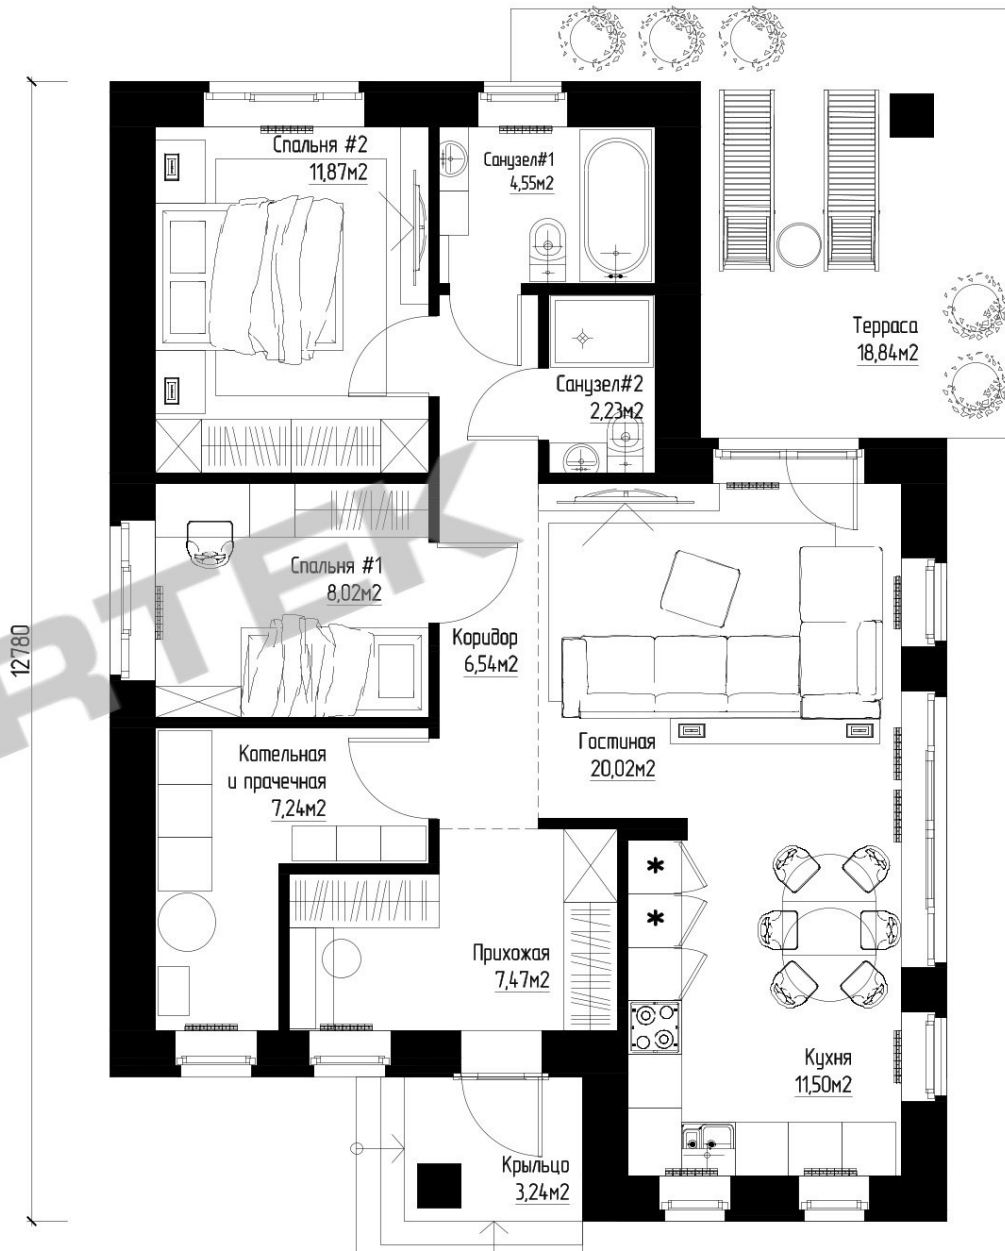 Спальня #2
11,87м2
Санузел#1
4,55м2
Терраса
18,84м2
Санузел#2
2,23м2
Спальня #1
8,02м2
Коридор
6,54м2
12780
Гостиная
20,02м2
Котельная
и прачечная
7,24м2
Прихожая
7,47м2
Кухня
11,50м2
Крыльцо
3,24м2
RTEK